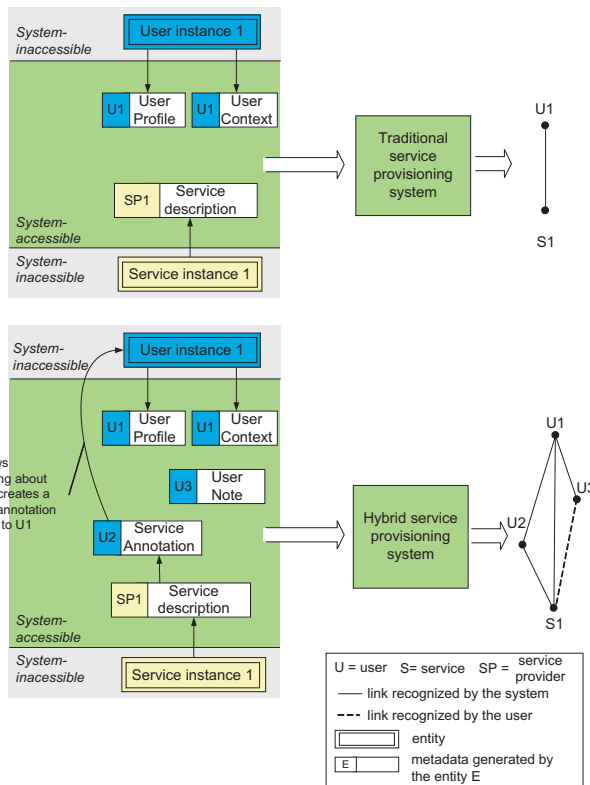 System-
inaccessible
User instance 1
U1
User
Profile
U1
User
Context
SP1
Service
description
System-
accessible
System-
inaccessible
Service instance 1
Traditional
service
provisioning
system
U1
S1
System-
inaccessible
User instance 1
U1
User
Profile
U1
User
Context
U3
User
Note
ng about
creates a
annotation
to U1
U2
Service
Annotation
SP1
Service
description
System-
accessible
System-
inacessible
Service instance 1
Hybrid service
provisioning
system
U1
U2
U3
S1
U = user S= service SP = service
provider
link recognized by the system
link recognized by the user
entity
E
metadata generated by
the entity E